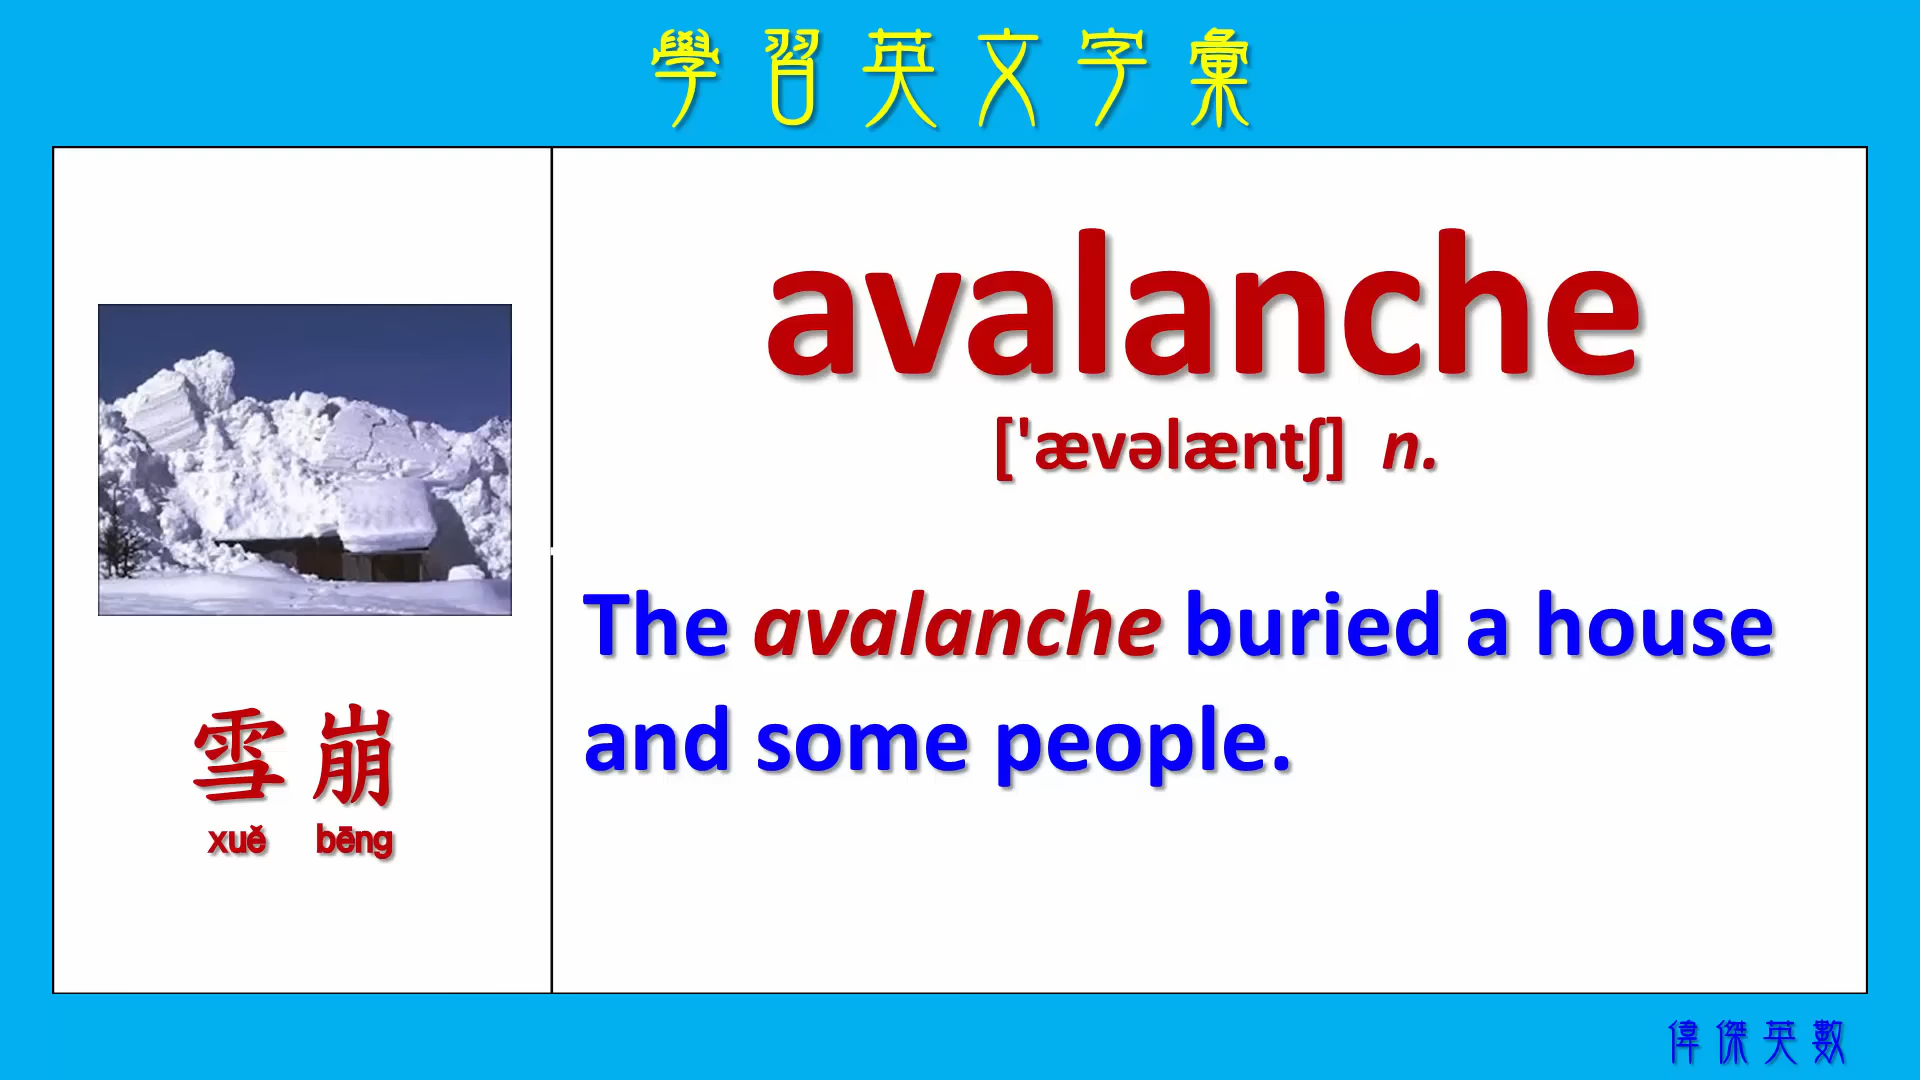 學習英文字彙
avalanche
['ævəlæntʃ] n.
The avalanche buried a house
and some people.
雪崩
xuě bēng
偉傑英數